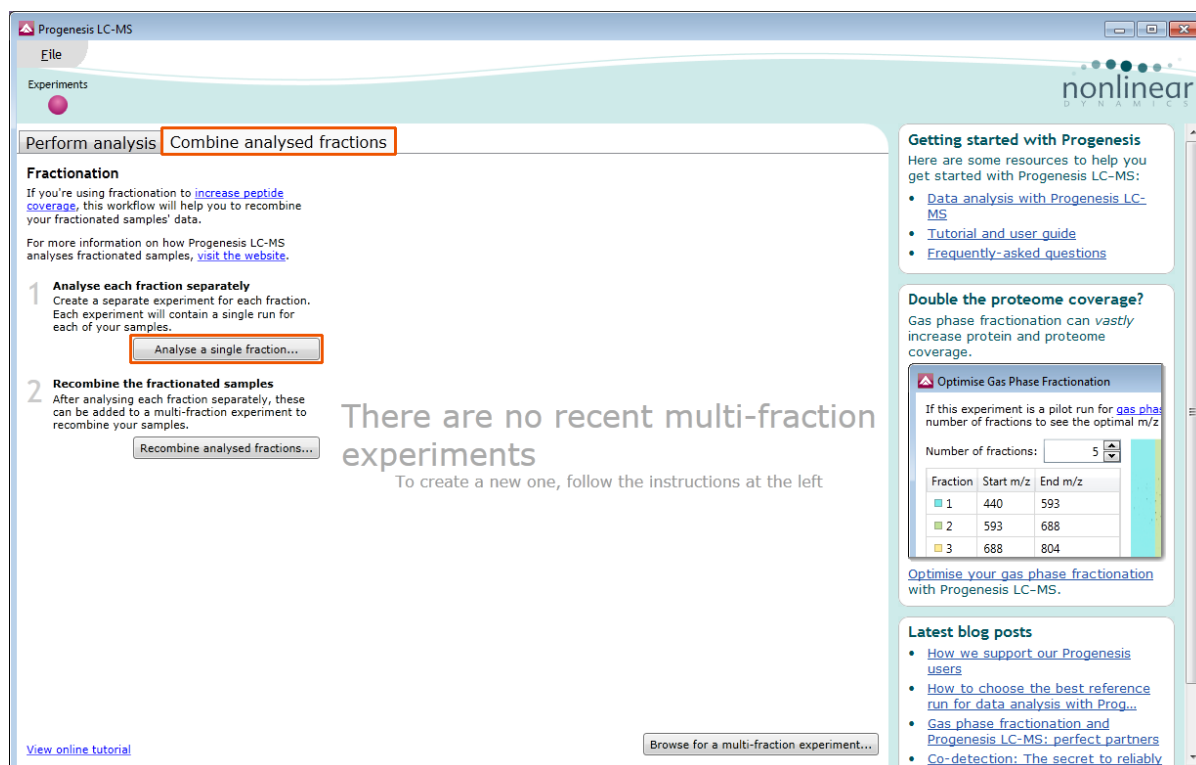 Progenesis LC-MS
File
Experiments
nonlinear
DYNAMICS
Perform analysis
Combine analysed fractions
Fractionation
If you're using fractionation to increase peptide
coverage, this workflow will help you to recombine
your fractionated samples' data.
For more information on how Progenesis LC-MS
analyses fractionated samples, visit the website.
1
Analyse each fraction separately
Create a separate experiment for each fraction.
Each experiment will contain a single run for
each of your samples.
Analyse a single fraction...
2
Recombine the fractionated samples
After analysing each fraction separately, these
can be added to a multi-fraction experiment to
recombine your samples.
Recombine analysed fractions...
There are no recent multi-fraction
experiments
To create a new one, follow the instructions at the left
View online tutorial
Browse for a multi-fraction experiment...
Getting started with Progenesis
Here are some resources to help you
get started with Progenesis LC-MS:
• Data analysis with Progenesis LC-
MS
• Tutorial and user guide
• Frequently-asked questions
Double the proteome coverage?
Gas phase fractionation can vastly
increase protein and proteome
coverage.
Optimise Gas Phase Fractionation
If this experiment is a pilot run for gas phas
number of fractions to see the optimal m/z
Number of fractions: 5
Fraction Start m/z End m/z
1 440 593
2 593 688
3 688 804
Optimise your gas phase fractionation
with Progenesis LC-MS.
Latest blog posts
• How we support our Progenesis
users
• How to choose the best reference
run for data analysis with Prog...
• Gas phase fractionation and
Progenesis LC-MS: perfect partners
• Co-detection: The secret to reliably